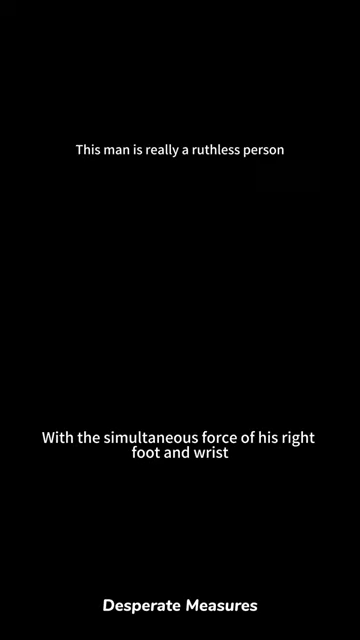 This man is really a ruthless person
With the simultaneous force of his right
foot and wrist
Desperate Measures